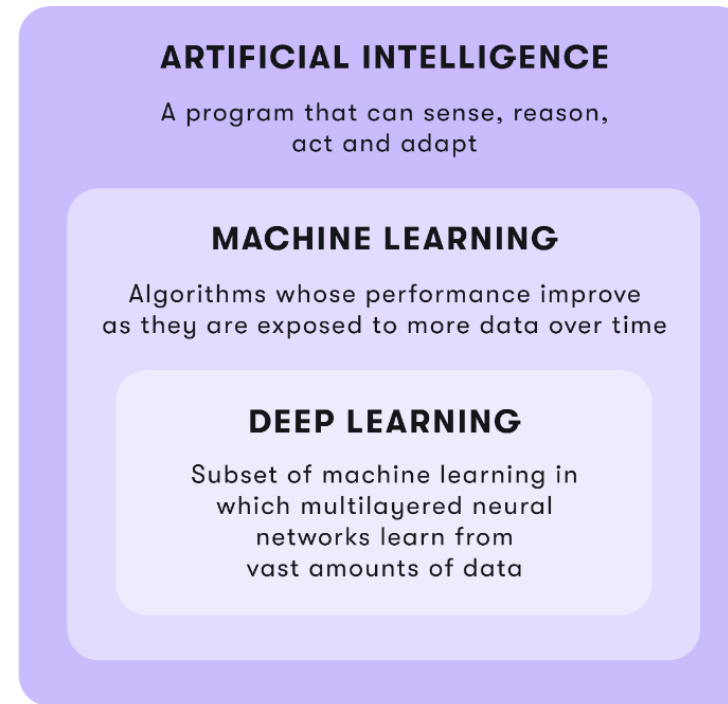 ARTIFICIAL INTELLIGENCE
A program that can sense, reason,
act and adapt
MACHINE LEARNING
Algorithms whose performance improve
as they are exposed to more data over time
DEEP LEARNING
Subset of machine learning in
which multilayered neural
networks learn from
vast amounts of data